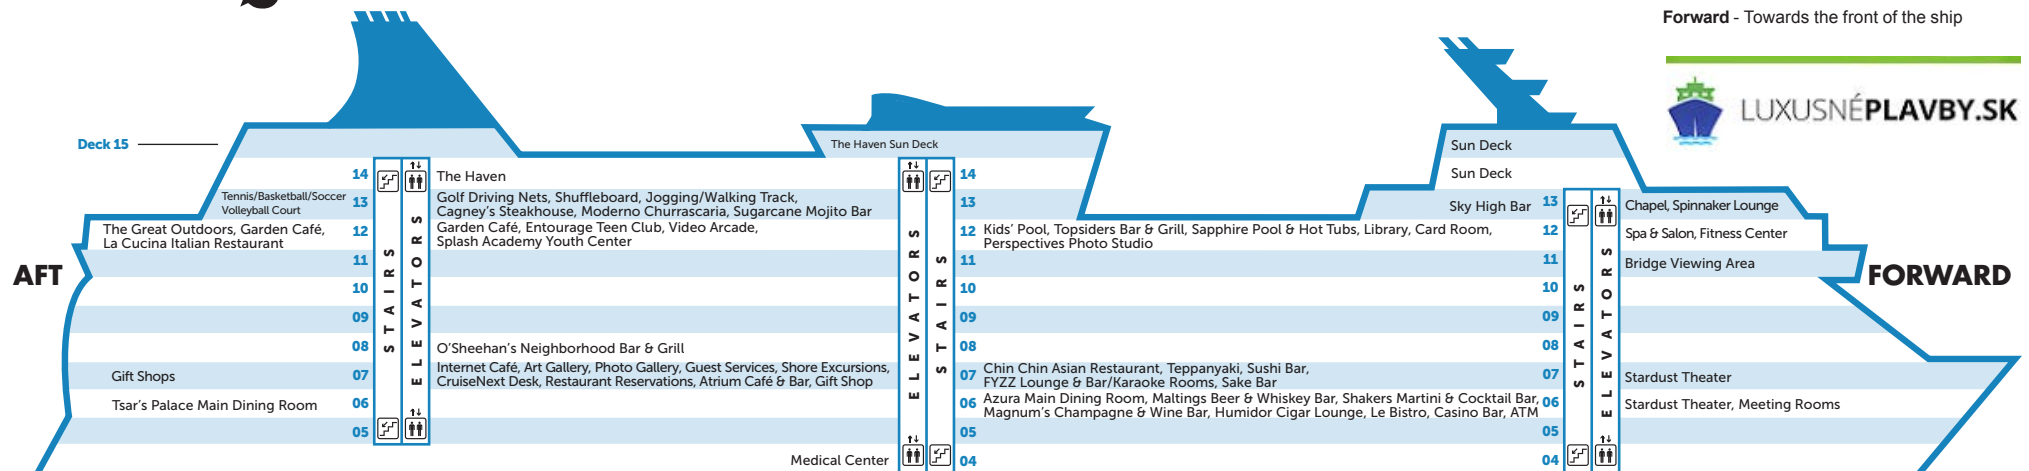 Forward - Towards the front of the ship
LUXUSNÉPLAVBY.SK
Deck 15
The Haven Sun Deck
Sun Deck
14
The Haven
14
Sun Deck
Tennis/Basketball/Soccer
Volleyball Court
13
Golf Driving Nets, Shuffleboard, Jogging/Walking Track,
Cagney's Steakhouse, Moderno Churrascaria, Sugarcane Mojito Bar
13
Sky High Bar
13
Chapel, Spinnaker Lounge
The Great Outdoors, Garden Café,
La Cucina Italian Restaurant
12
Garden Café, Entourage Teen Club, Video Arcade,
Splash Academy Youth Center
12
Kids' Pool, Topsiders Bar & Grill, Sapphire Pool & Hot Tubs, Library, Card Room,
Perspectives Photo Studio
12
Spa & Salon, Fitness Center
AFT
11
11
11
Bridge Viewing Area
FORWARD
10
10
10
09
09
09
08
O'Sheehan's Neighborhood Bar & Grill
08
08
Gift Shops
07
Internet Café, Art Gallery, Photo Gallery, Guest Services, Shore Excursions,
CruiseNext Desk, Restaurant Reservations, Atrium Café & Bar, Gift Shop
07
Chin Chin Asian Restaurant, Teppanyaki, Sushi Bar,
FYZZ Lounge & Bar/Karaoke Rooms, Sake Bar
07
Stardust Theater
Tsar's Palace Main Dining Room
06
06
Azura Main Dining Room, Maltings Beer & Whiskey Bar, Shakers Martini & Cocktail Bar,
Magnum's Champagne & Wine Bar, Humidor Cigar Lounge, Le Bistro, Casino Bar, ATM
06
Stardust Theater, Meeting Rooms
05
05
05
Medical Center
04
04
STAIRS
ELEVATORS
ELEVATORS
STAIRS
STAIRS
ELEVATORS